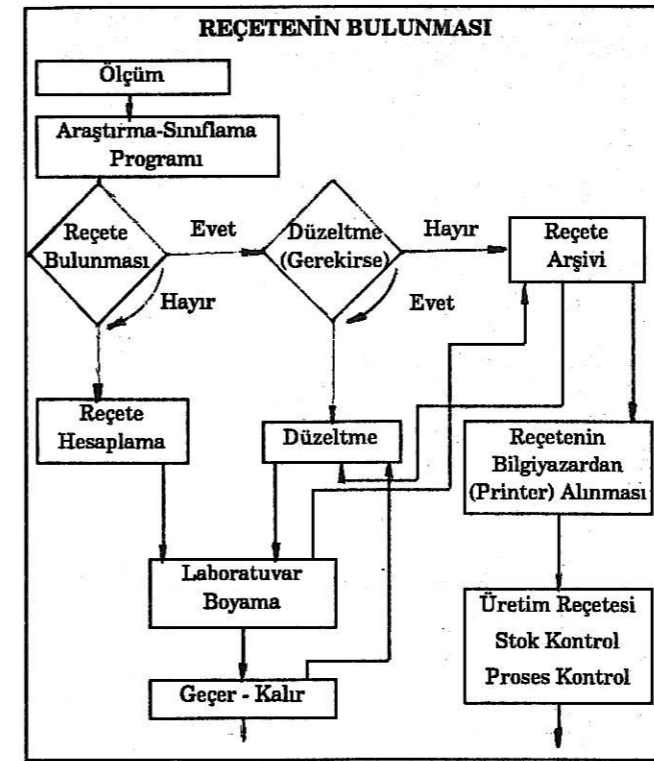 REÇETENİN BULUNMASI
Ölçüm
Araştırma-Sınıflama
Programı
Reçete
Bulunması
Evet
Hayır
Düzeltme
(Gerekirse)
Hayır
Evet
Reçete
Arşivi
Reçete
Hesaplama
Düzeltme
Reçetenin
Bilgiyazardan
(Printer) Alınması
Laboratuvar
Boyama
Geçer - Kalır
Üretim Reçetesi
Stok Kontrol
Proses Kontrol